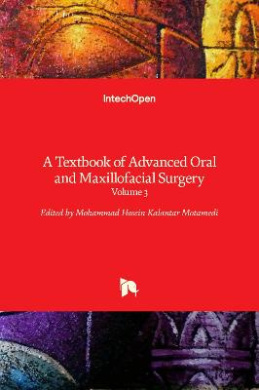 IntechOpen
A Textbook of Advanced Oral
and Maxillofacial Surgery
Volume 3
Edited by Mohammad Hosein Kalantar Motamedi